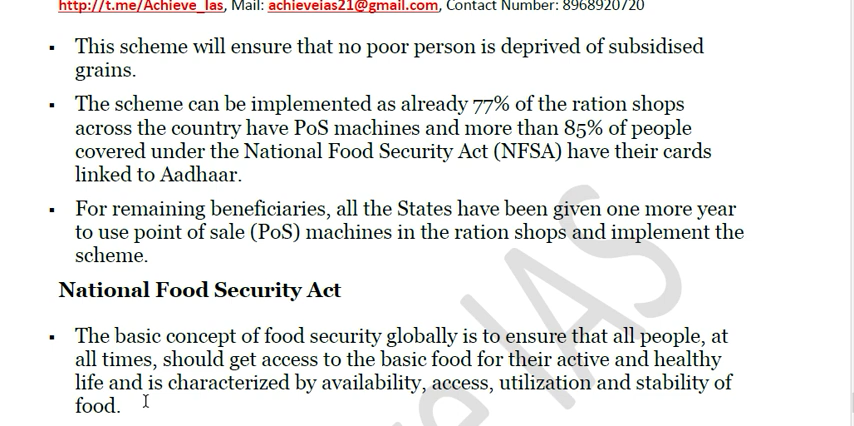 http://t.me/Achieve_Ias, Mail: achieveias21@gmail.com, Contact Number: 8968920720
▪ This scheme will ensure that no poor person is deprived of subsidised
grains.
▪ The scheme can be implemented as already 77% of the ration shops
across the country have PoS machines and more than 85% of people
covered under the National Food Security Act (NFSA) have their cards
linked to Aadhaar.
▪ For remaining beneficiaries, all the States have been given one more year
to use point of sale (PoS) machines in the ration shops and implement the
scheme.
National Food Security Act
▪ The basic concept of food security globally is to ensure that all people, at
all times, should get access to the basic food for their active and healthy
life and is characterized by availability, access, utilization and stability of
food.
e IAS